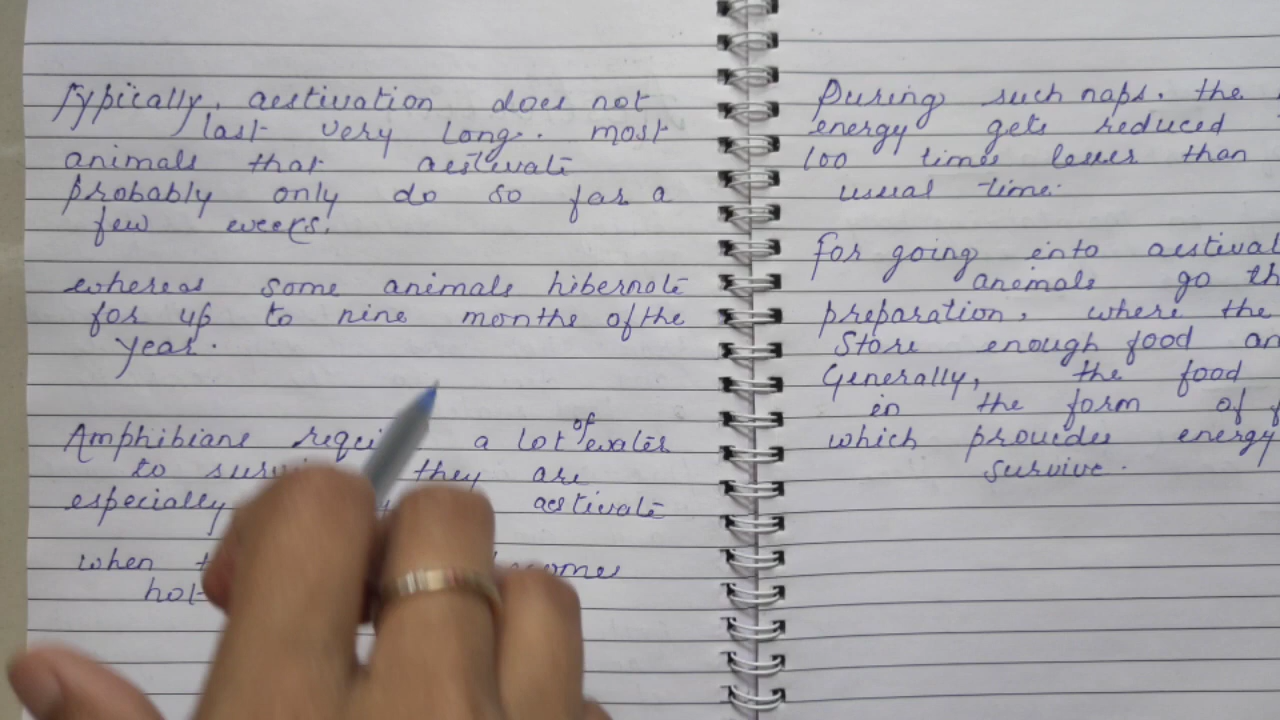 Typically, aestivation does not
last very long. most
animals that aestivate
probably only do so for a
few weeks.
whereas some animals hibernate
for up to nine months of the
year.
Amphibians a lot of water
to they are
especially aestivate
when
hot
During such naps. the
energy gets reduced
100 times lesser than
usual time.
for going into
animals go
preparation, where the
Store enough food
Generally, the food
in the form of
which provides energy
survive.